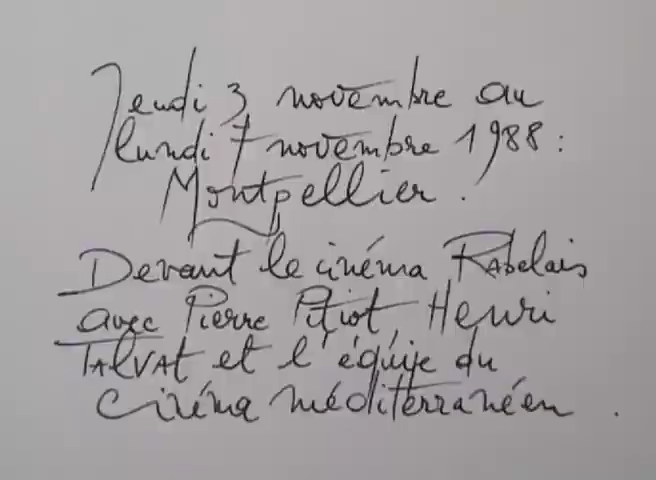 Jeudi 3 novembre au
lundi 7 novembre 1988 :
Montpellier.
Devant le cinéma Rabelais
avec Pierre Pitiot, Henri
Talvat et l'équipe du
Cinéma méditerranéen.